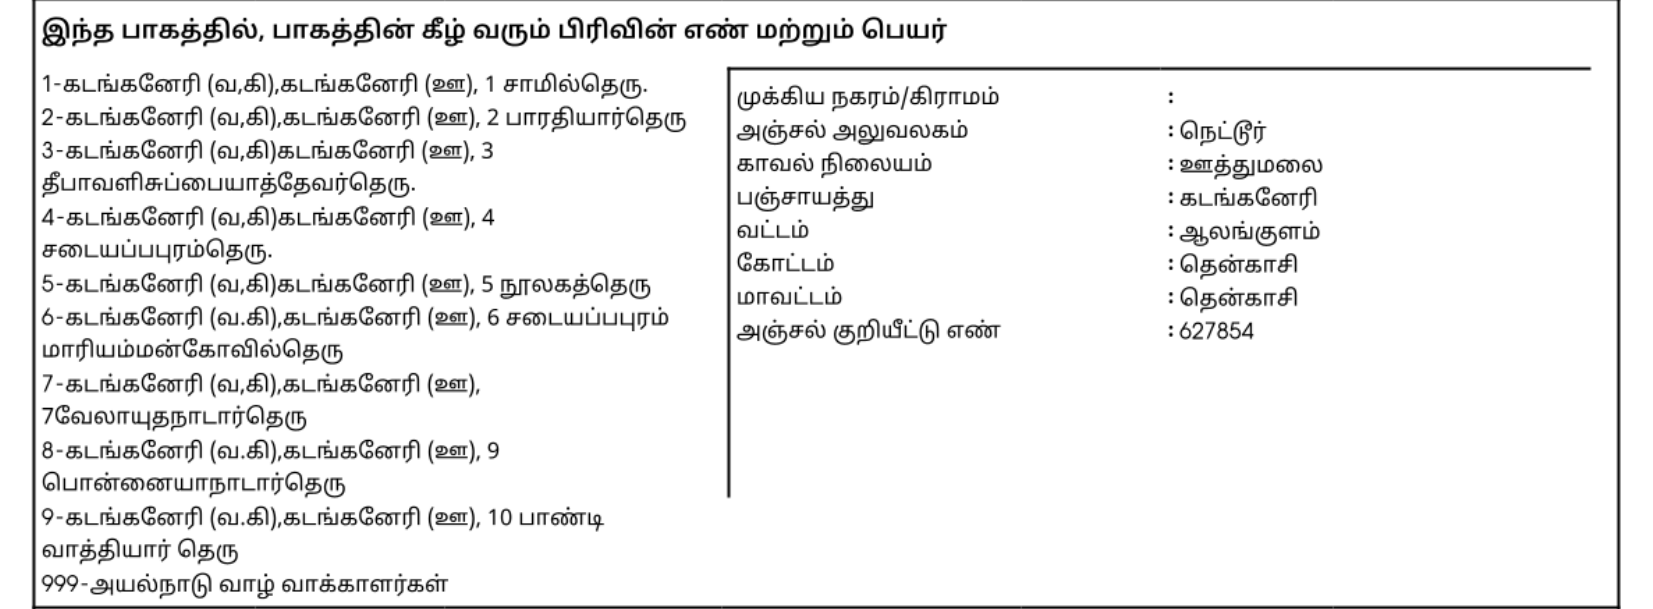 இந்த பாகத்தில், பாகத்தின் கீழ் வரும் பிரிவின் எண் மற்றும் பெயர்
1-கடங்கனேரி (வ,கி),கடங்கனேரி (ஊ), 1 சாமில்தெரு.
2-கடங்கனேரி (வ,கி),கடங்கனேரி (ஊ), 2 பாரதியார்தெரு
3-கடங்கனேரி (வ,கி)கடங்கனேரி (ஊ), 3
தீபாவளிசுப்பையாத்தேவர்தெரு.
4-கடங்கனேரி (வ,கி)கடங்கனேரி (ஊ), 4
சடையப்பபுரம்தெரு.
5-கடங்கனேரி (வ,கி)கடங்கனேரி (ஊ), 5 நூலகத்தெரு
6-கடங்கனேரி (வ.கி),கடங்கனேரி (ஊ), 6 சடையப்பபுரம்
மாரியம்மன்கோவில்தெரு
7-கடங்கனேரி (வ,கி),கடங்கனேரி (ஊ),
7வேலாயுதநாடார்தெரு
8-கடங்கனேரி (வ.கி),கடங்கனேரி (ஊ), 9
பொன்னையாநாடார்தெரு
9-கடங்கனேரி (வ.கி),கடங்கனேரி (ஊ), 10 பாண்டி
வாத்தியார் தெரு
999-அயல்நாடு வாழ் வாக்காளர்கள்
முக்கிய நகரம்/கிராமம் :
அஞ்சல் அலுவலகம் : நெட்டூர்
காவல் நிலையம் : ஊத்துமலை
பஞ்சாயத்து : கடங்கனேரி
வட்டம் : ஆலங்குளம்
கோட்டம் : தென்காசி
மாவட்டம் : தென்காசி
அஞ்சல் குறியீட்டு எண் : 627854